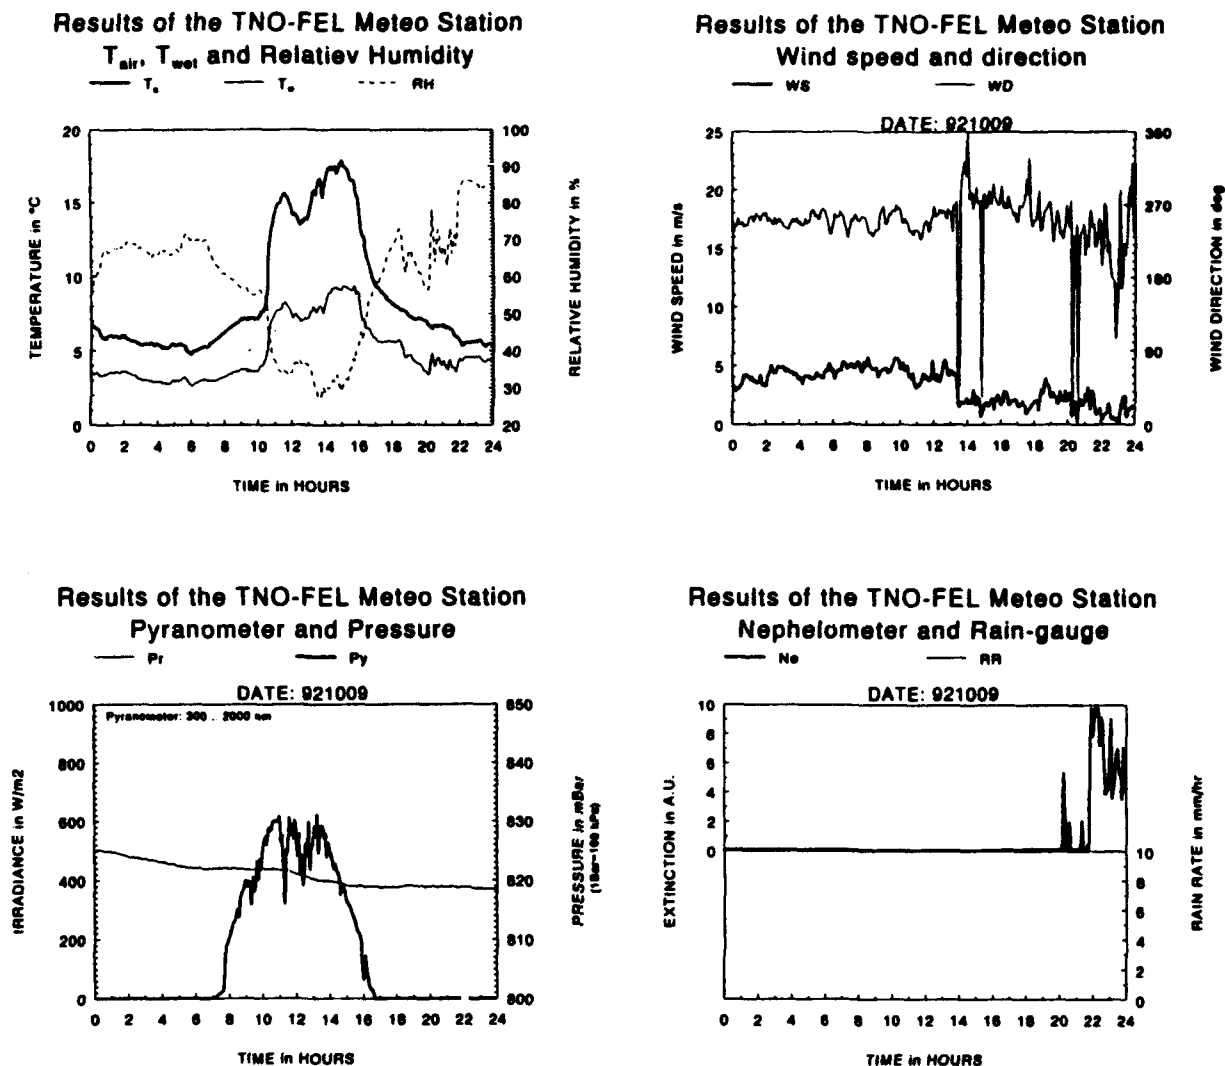 Results of the TNO-FEL Meteo Station
T_air, T_wet and Relatiev Humidity
T_a T_w RH
20 100
90
15 80
70
10 60
50
5 40
30
0 20
0 2 4 6 8 10 12 14 16 18 20 22 24
TEMPERATURE in °C
RELATIVE HUMIDITY in %
TIME in HOURS
Results of the TNO-FEL Meteo Station
Wind speed and direction
WS WD
DATE: 921009
25 360
20 270
15
180
10
5 90
0 0
0 2 4 6 8 10 12 14 16 18 20 22 24
WIND SPEED in m/s
WIND DIRECTION in deg
TIME in HOURS
Results of the TNO-FEL Meteo Station
Pyranometer and Pressure
Pr Py
DATE: 921009
Pyranometer: 300 .. 2000 nm
1000 850
800 840
600 830
400 820
200 810
0 800
0 2 4 6 8 10 12 14 16 18 20 22 24
IRRADIANCE in W/m2
PRESSURE in mBar
(1Bar=100 kPa)
TIME in HOURS
Results of the TNO-FEL Meteo Station
Nephelometer and Rain-gauge
Ne RR
DATE: 921009
10
8
6
4
2
0 10
8
6
4
2
0
0 2 4 6 8 10 12 14 16 18 20 22 24
EXTINCTION in A.U.
RAIN RATE in mm/hr
TIME in HOURS